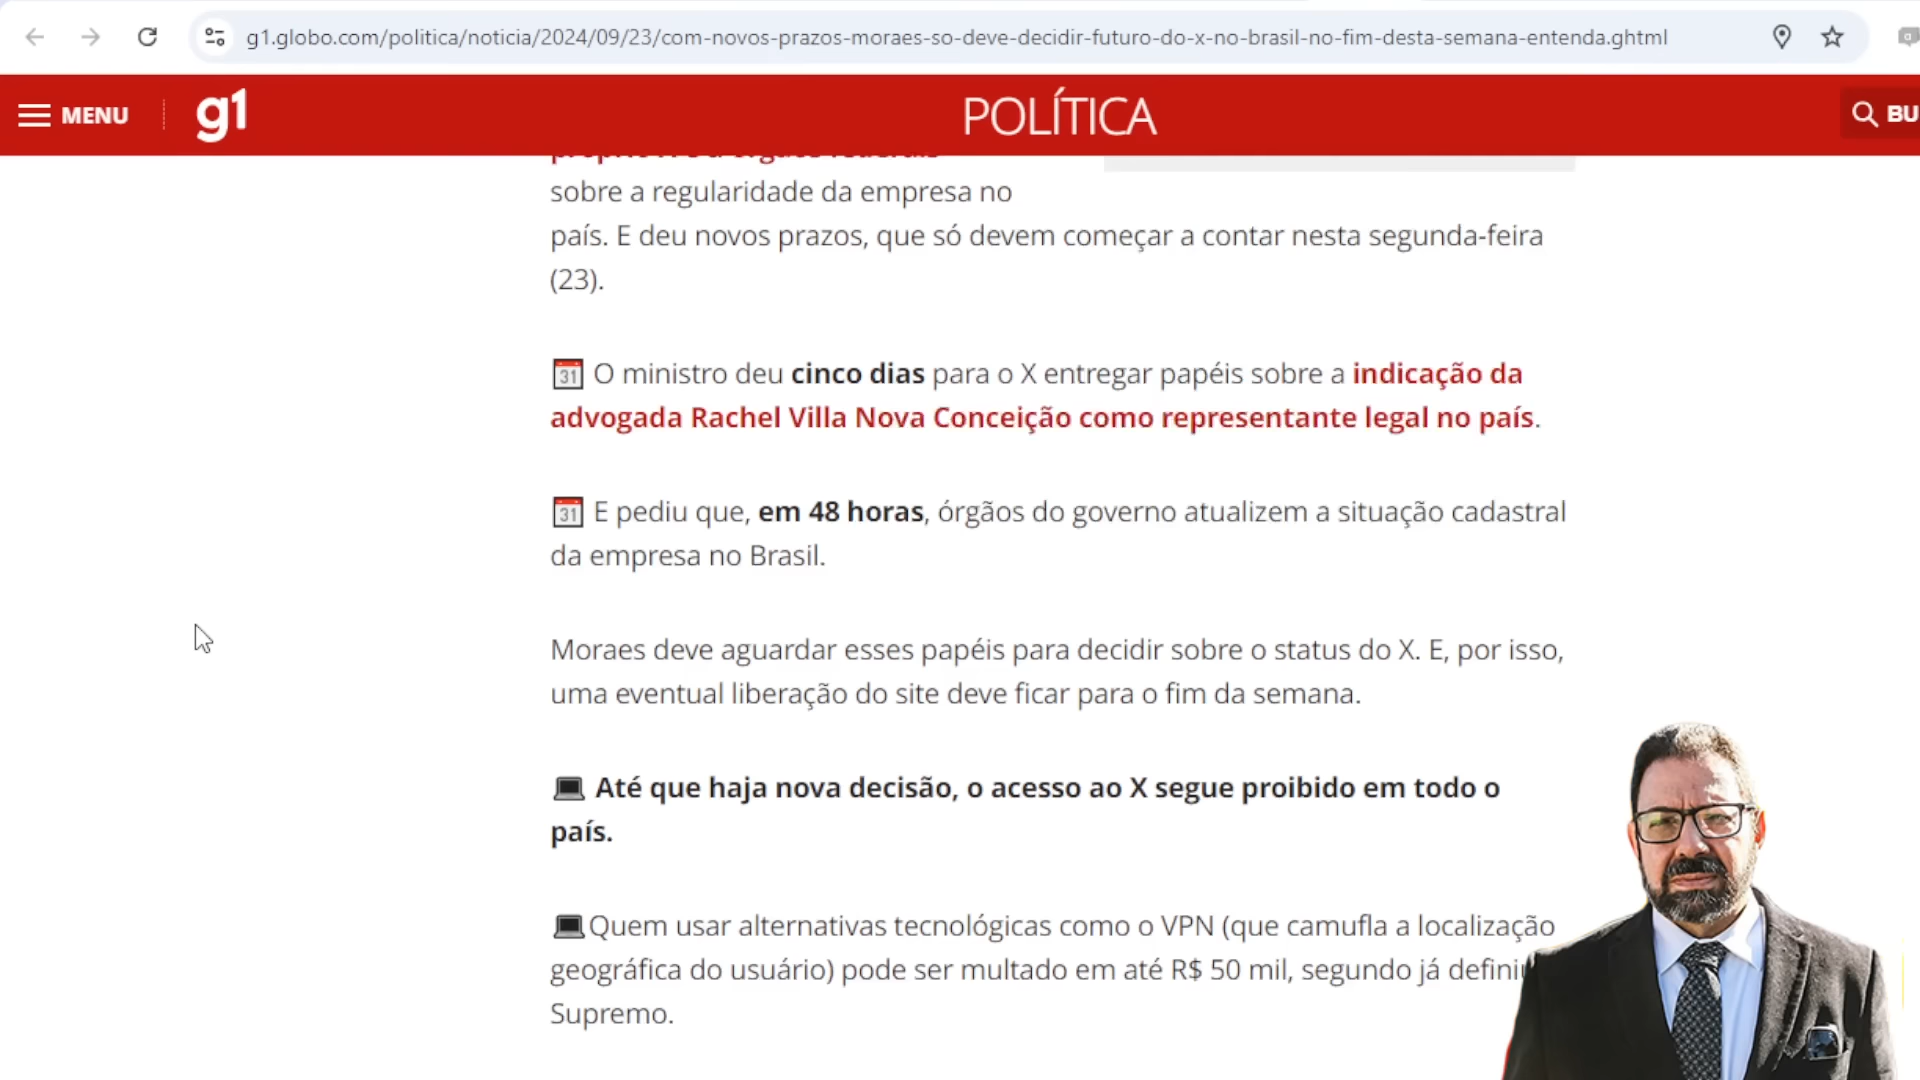 g1.globo.com/politica/noticia/2024/09/23/com-novos-prazos-moraes-so-deve-decidir-futuro-do-x-no-brasil-no-fim-desta-semana-entenda.ghtml
MENU g1 POLÍTICA BU
sobre a regularidade da empresa no
país. E deu novos prazos, que só devem começar a contar nesta segunda-feira
(23).
31 O ministro deu cinco dias para o X entregar papéis sobre a indicação da
advogada Rachel Villa Nova Conceição como representante legal no país.
31 E pediu que, em 48 horas, órgãos do governo atualizem a situação cadastral
da empresa no Brasil.
Moraes deve aguardar esses papéis para decidir sobre o status do X. E, por isso,
uma eventual liberação do site deve ficar para o fim da semana.
Até que haja nova decisão, o acesso ao X segue proibido em todo o
país.
Quem usar alternativas tecnológicas como o VPN (que camufla a localização
geográfica do usuário) pode ser multado em até R$ 50 mil, segundo já
Supremo.